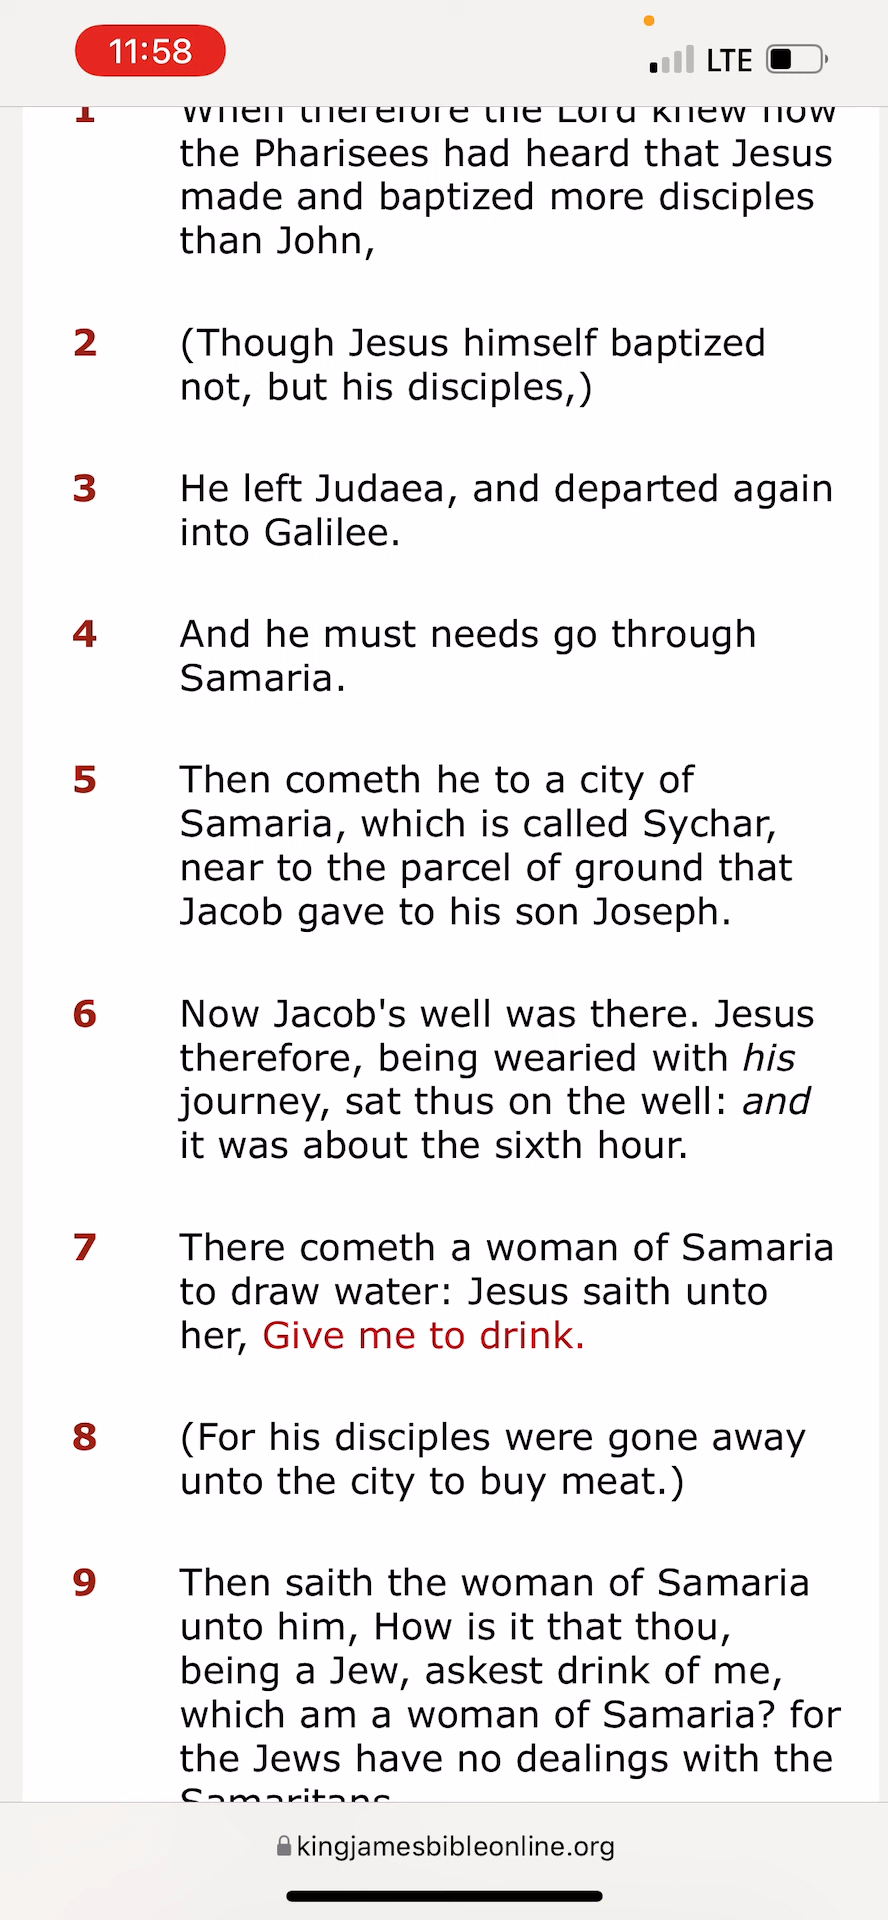 11:58
LTE
1 When therefore the Lord knew how
the Pharisees had heard that Jesus
made and baptized more disciples
than John,
2 (Though Jesus himself baptized
not, but his disciples,)
3 He left Judaea, and departed again
into Galilee.
4 And he must needs go through
Samaria.
5 Then cometh he to a city of
Samaria, which is called Sychar,
near to the parcel of ground that
Jacob gave to his son Joseph.
6 Now Jacob's well was there. Jesus
therefore, being wearied with his
journey, sat thus on the well: and
it was about the sixth hour.
7 There cometh a woman of Samaria
to draw water: Jesus saith unto
her, Give me to drink.
8 (For his disciples were gone away
unto the city to buy meat.)
9 Then saith the woman of Samaria
unto him, How is it that thou,
being a Jew, askest drink of me,
which am a woman of Samaria? for
the Jews have no dealings with the
Samaritans
kingjamesbibleonline.org